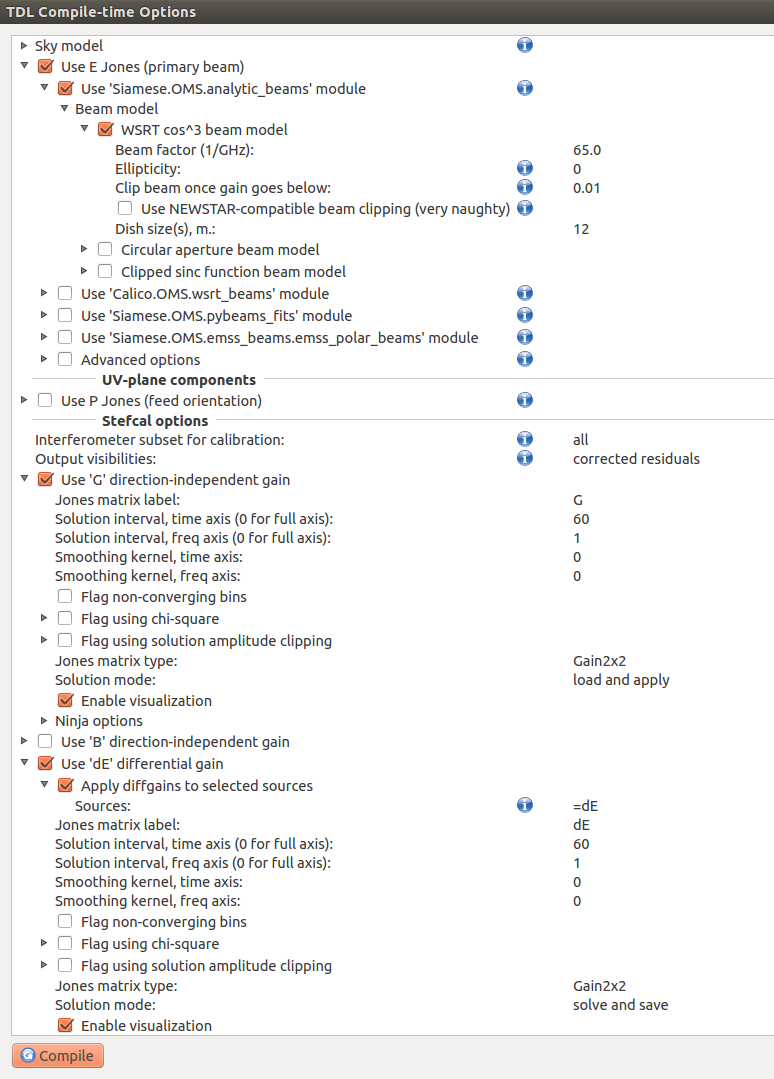 TDL Compile-time Options
Sky model
Use E Jones (primary beam)
Use 'Siamese.OMS.analytic_beams' module
Beam model
WSRT cos^3 beam model
Beam factor (1/GHz): 65.0
Ellipticity: 0
Clip beam once gain goes below: 0.01
Use NEWSTAR-compatible beam clipping (very naughty)
Dish size(s), m.: 12
Circular aperture beam model
Clipped sinc function beam model
Use 'Calico.OMS.wsrt_beams' module
Use 'Siamese.OMS.pybeams_fits' module
Use 'Siamese.OMS.emss_beams.emss_polar_beams' module
Advanced options
UV-plane components
Use P Jones (feed orientation)
Stefcal options
Interferometer subset for calibration: all
Output visibilities: corrected residuals
Use 'G' direction-independent gain
Jones matrix label: G
Solution interval, time axis (0 for full axis): 60
Solution interval, freq axis (0 for full axis): 1
Smoothing kernel, time axis: 0
Smoothing kernel, freq axis: 0
Flag non-converging bins
Flag using chi-square
Flag using solution amplitude clipping
Jones matrix type: Gain2x2
Solution mode: load and apply
Enable visualization
Ninja options
Use 'B' direction-independent gain
Use 'dE' differential gain
Apply diffgains to selected sources
Sources: =dE
Jones matrix label: dE
Solution interval, time axis (0 for full axis): 60
Solution interval, freq axis (0 for full axis): 1
Smoothing kernel, time axis: 0
Smoothing kernel, freq axis: 0
Flag non-converging bins
Flag using chi-square
Flag using solution amplitude clipping
Jones matrix type: Gain2x2
Solution mode: solve and save
Enable visualization
Compile